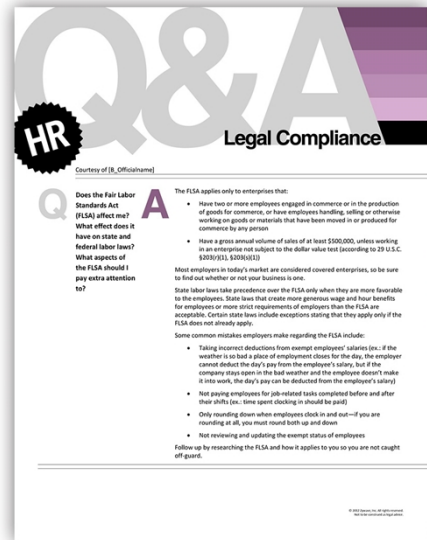 Q&A
HR
Legal Compliance
Courtesy of [B_Officialname]
Q
Does the Fair Labor
Standards Act
(FLSA) affect me?
What effect does it
have on state and
federal labor laws?
What aspects of
the FLSA should I
pay extra attention
to?
A
The FLSA applies only to enterprises that:
• Have two or more employees engaged in commerce or in the production
of goods for commerce, or have employees handling, selling or otherwise
working on goods or materials that have been moved in or produced for
commerce by any person
• Have a gross annual volume of sales of at least $500,000, unless working
in an enterprise not subject to the dollar value test (according to 29 U.S.C.
§203(r)(1), §203(s)(1))
Most employers in today's market are considered covered enterprises, so be sure
to find out whether or not your business is one.
State labor laws take precedence over the FLSA only when they are more favorable
to the employees. State laws that create more generous wage and hour benefits
for employees or more strict requirements of employers than the FLSA are
acceptable. Certain state laws include exceptions stating that they apply only if the
FLSA does not already apply.
Some common mistakes employers make regarding the FLSA include:
• Taking incorrect deductions from exempt employees' salaries (ex.: if the
weather is so bad a place of employment closes for the day, the employer
cannot deduct the day's pay from the employee's salary, but if the
company stays open in the bad weather and the employee doesn't make
it into work, the day's pay can be deducted from the employee's salary)
• Not paying employees for job-related tasks completed before and after
their shifts (ex.: time spent clocking in should be paid)
• Only rounding down when employees clock in and out—if you are
rounding at all, you must round both up and down
• Not reviewing and updating the exempt status of employees
Follow up by researching the FLSA and how it applies to you so you are not caught
off-guard.
Zywave, Inc. All rights reserved
Not to be construed as legal advice